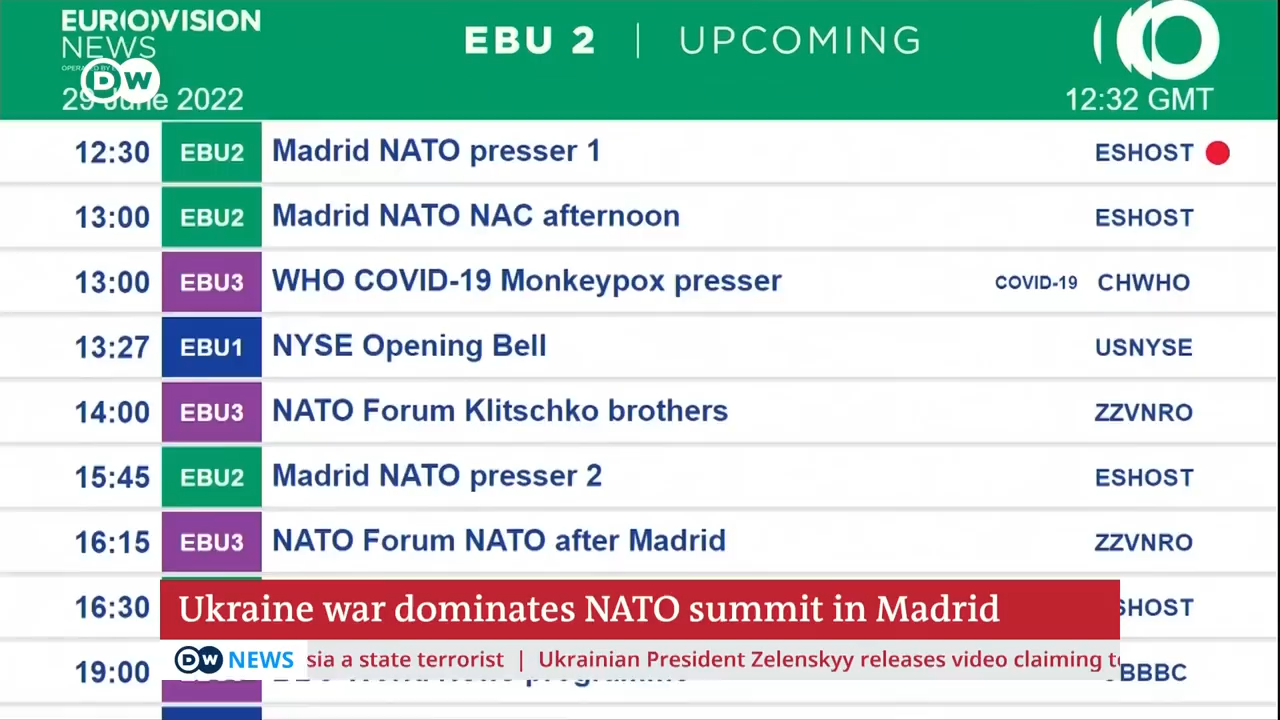 EUROVISION
NEWS
DW
29 June 2022
EBU 2 | UPCOMING
12:32 GMT
12:30 EBU2 Madrid NATO presser 1 ESHOST
13:00 EBU2 Madrid NATO NAC afternoon ESHOST
13:00 EBU3 WHO COVID-19 Monkeypox presser COVID-19 CHWHO
13:27 EBU1 NYSE Opening Bell USNYSE
14:00 EBU3 NATO Forum Klitschko brothers ZZVNRO
15:45 EBU2 Madrid NATO presser 2 ESHOST
16:15 EBU3 NATO Forum NATO after Madrid ZZVNRO
16:30 SHOST
Ukraine war dominates NATO summit in Madrid
DW NEWS sia a state terrorist | Ukrainian President Zelenskyy releases video claiming
19:00 BBBC